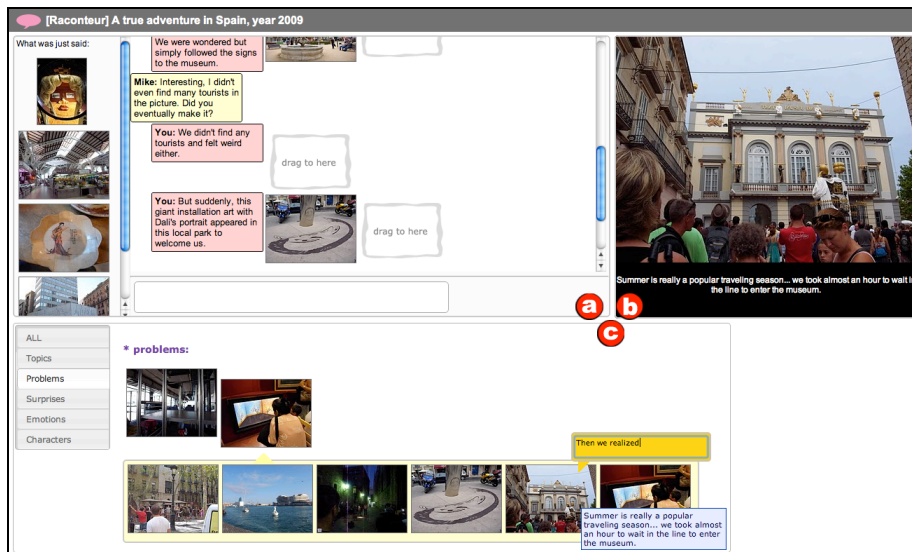 [Raconteur] A true adventure in Spain, year 2009
What was just said:
We were wondered but
simply followed the signs
to the museum.
Mike: Interesting, I didn't
even find many tourists in
the picture. Did you
eventually make it?
You: We didn't find any
tourists and felt weird
either.
drag to here
You: But suddenly, this
giant installation art with
Dali's portrait appeared in
this local park to
welcome us.
drag to here
a
b
Summer is really a popular traveling season... we took almost an hour to wait in
the line to enter the museum.
c
ALL
Topics
Problems
Surprises
Emotions
Characters
* problems:
Then we realized
Summer is really a popular
traveling season... we took almost
an hour to wait in the line to enter
the museum.